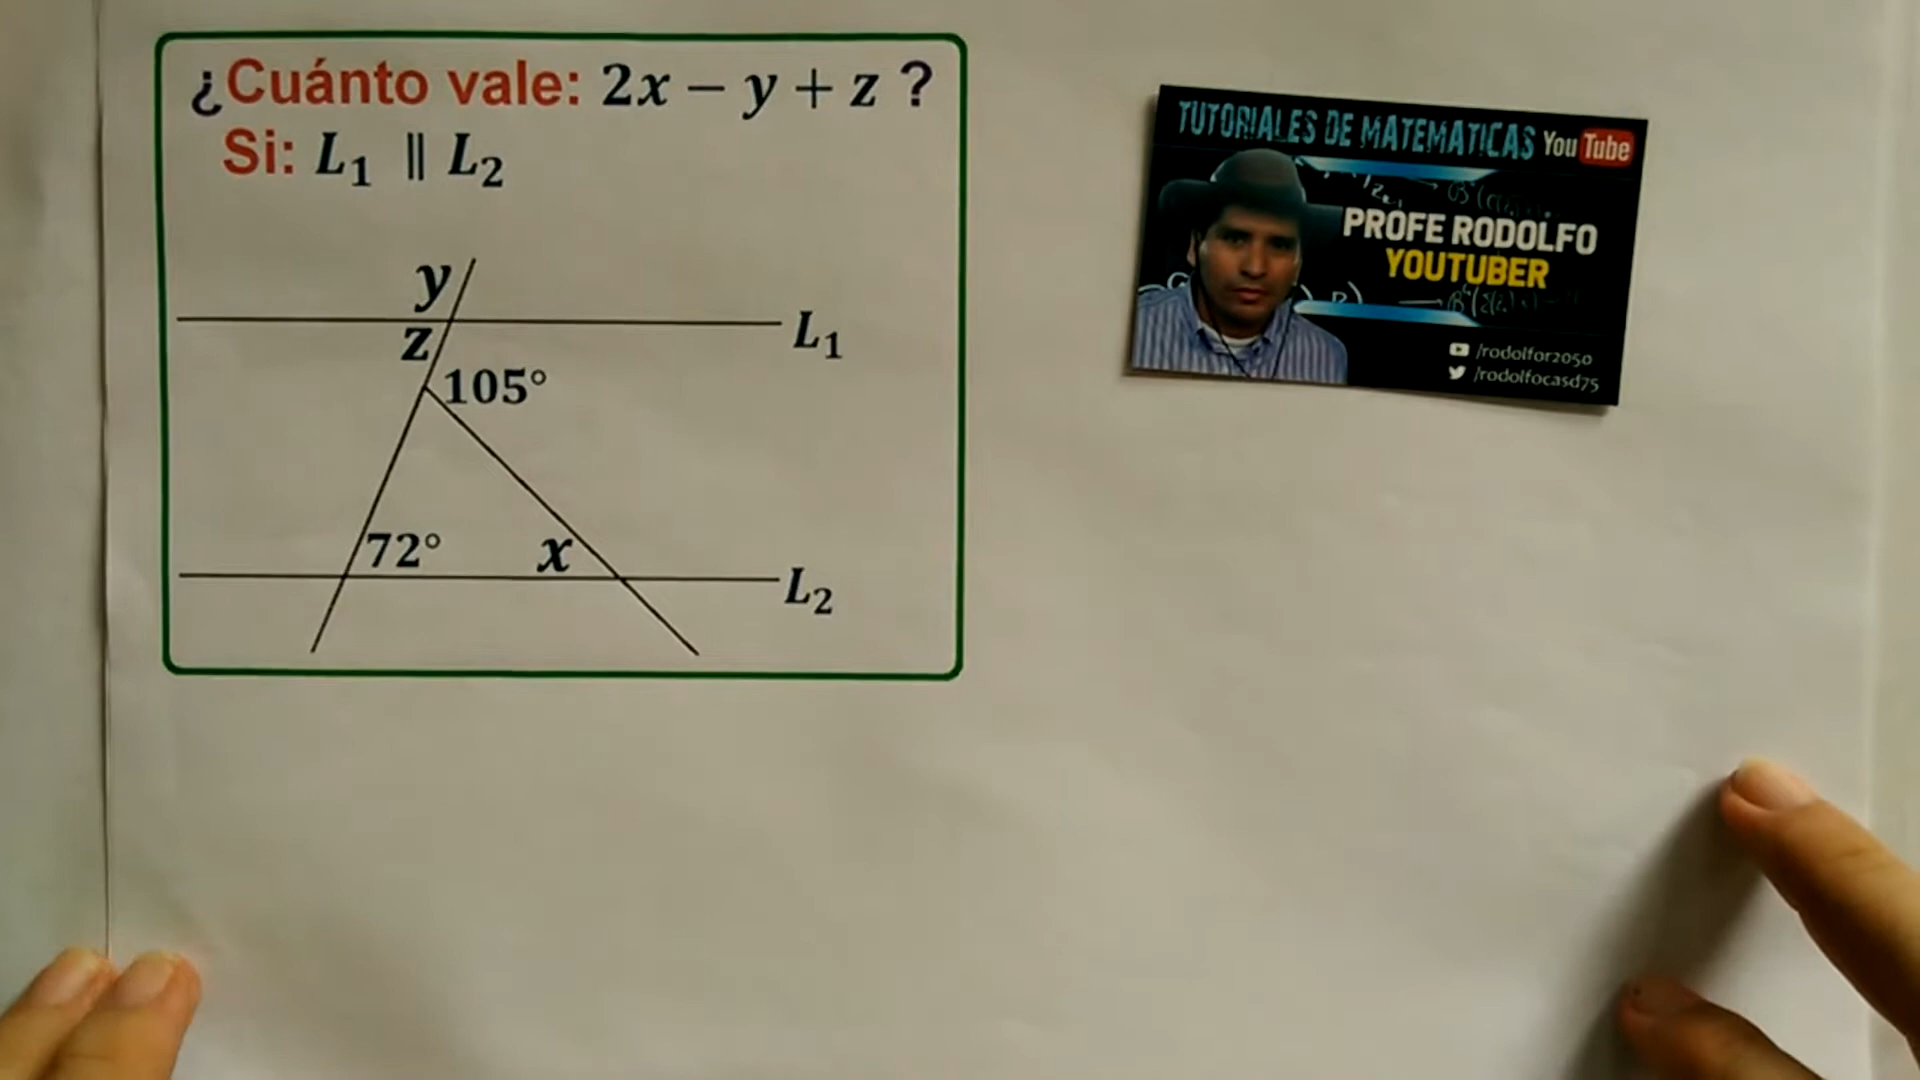 ¿Cuánto vale: 2x − y + z ?
Si: L₁ ∥ L₂
y
z
L₁
105°
72°
x
L₂
TUTORIALES DE MATEMATICAS YouTube
PROFE RODOLFO
YOUTUBER
/rodolfor2050
/rodolfocasd75